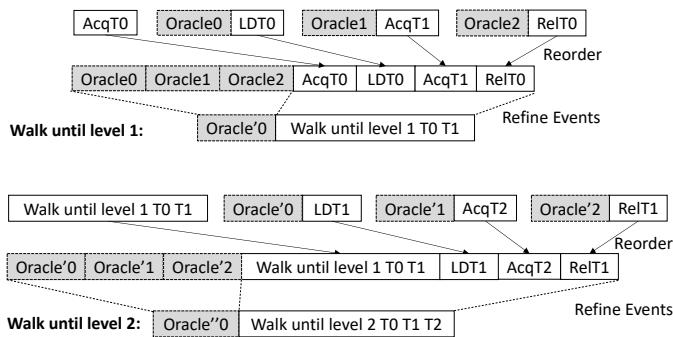 AcqT0 Oracle0 LDT0 Oracle1 AcqT1 Oracle2 RelT0
Reorder
Oracle0 Oracle1 Oracle2 AcqT0 LDT0 AcqT1 RelT0
Refine Events
Walk until level 1: Oracle'0 Walk until level 1 T0 T1
Walk until level 1 T0 T1 Oracle'0 LDT1 Oracle'1 AcqT2 Oracle'2 RelT1
Reorder
Oracle'0 Oracle'1 Oracle'2 Walk until level 1 T0 T1 LDT1 AcqT2 RelT1
Refine Events
Walk until level 2: Oracle''0 Walk until level 2 T0 T1 T2